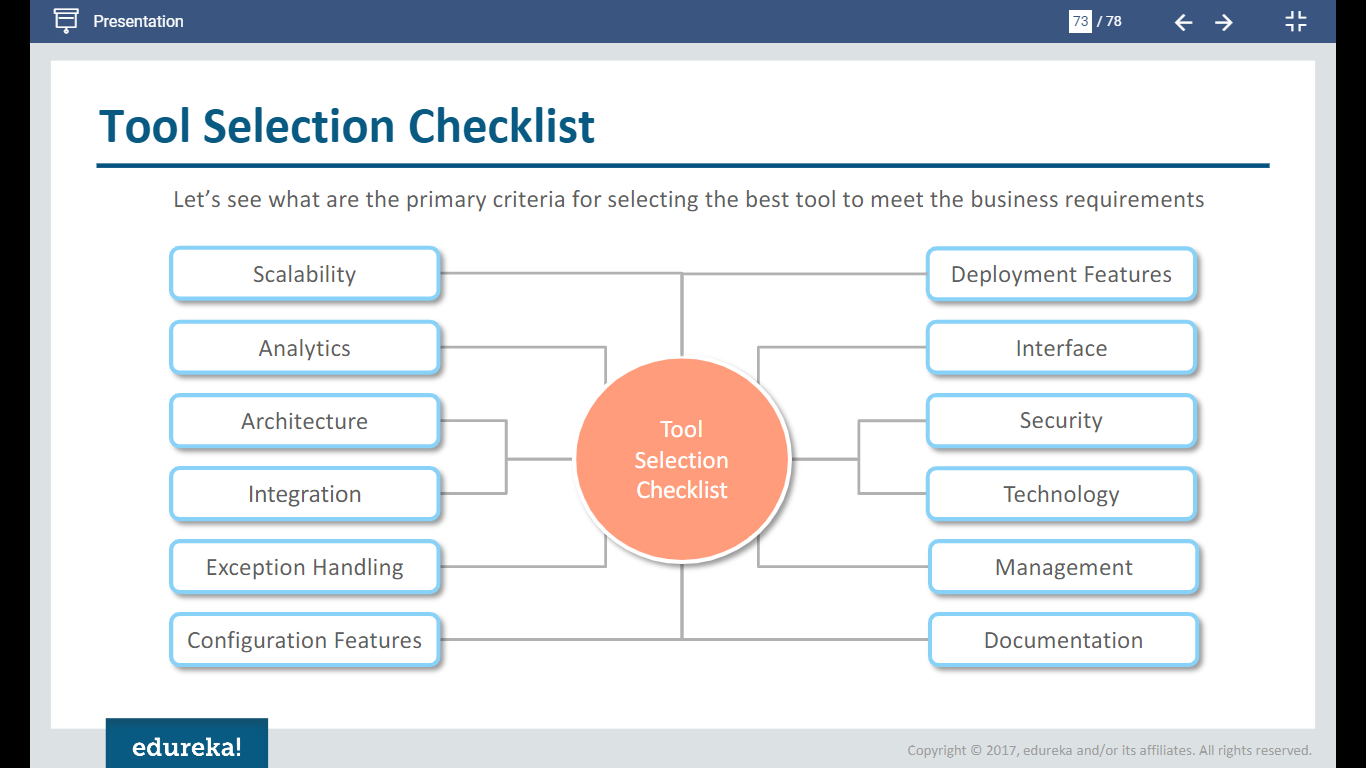 Presentation
73 / 78
Tool Selection Checklist
Let’s see what are the primary criteria for selecting the best tool to meet the business requirements
Scalability
Analytics
Architecture
Integration
Exception Handling
Configuration Features
Tool
Selection
Checklist
Deployment Features
Interface
Security
Technology
Management
Documentation
edureka!
Copyright © 2017, edureka and/or its affiliates. All rights reserved.